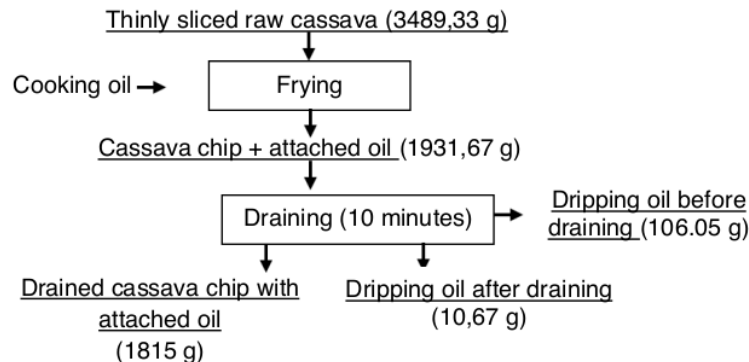 Thinly sliced raw cassava (3489,33 g)
Cooking oil
Frying
Cassava chip + attached oil (1931,67 g)
Draining (10 minutes)
Dripping oil before
draining (106.05 g)
Drained cassava chip with
attached oil
(1815 g)
Dripping oil after draining
(10,67 g)